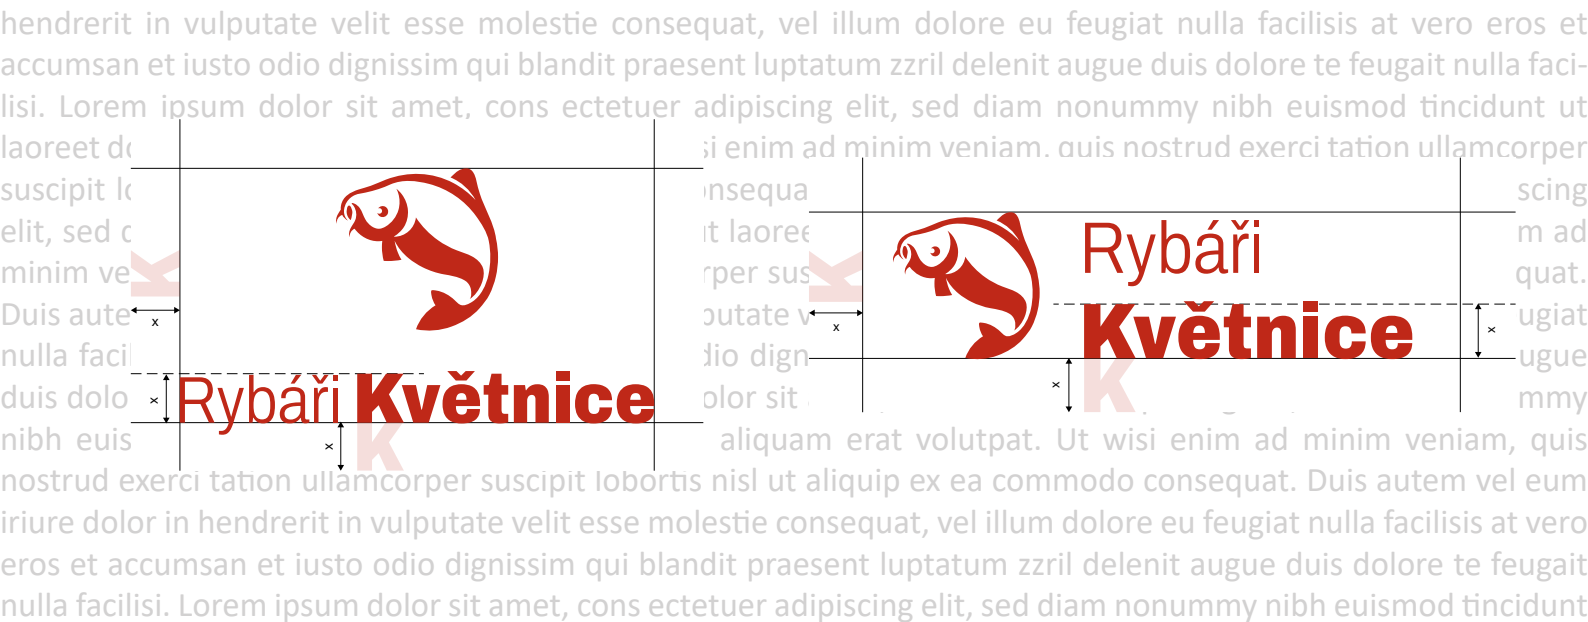 hendrerit in vulputate velit esse molestie consequat, vel illum dolore eu feugiat nulla facilisis at vero eros et
accumsan et iusto odio dignissim qui blandit praesent luptatum zzril delenit augue duis dolore te feugait nulla faci-
lisi. Lorem ipsum dolor sit amet, cons ectetuer adipiscing elit, sed diam nonummy nibh euismod tincidunt ut
laoreet si enim ad minim veniam, quis nostrud exerci tation ullamcorper
suscipit scing
elit, sed laoree m ad
minim quat.
Duis aute ugiat
nulla ugue
duis dolo olor sit mmy
nibh euis aliquam erat volutpat. Ut wisi enim ad minim veniam, quis
nostrud exerci tation ullamcorper suscipit lobortis nisl ut aliquip ex ea commodo consequat. Duis autem vel eum
iriure dolor in hendrerit in vulputate velit esse molestie consequat, vel illum dolore eu feugiat nulla facilisis at vero
eros et accumsan et iusto odio dignissim qui blandit praesent luptatum zzril delenit augue duis dolore te feugait
nulla facilisi. Lorem ipsum dolor sit amet, cons ectetuer adipiscing elit, sed diam nonummy nibh euismod tincidunt
K
x
x
Rybáři Květnice
x
K
K
x
Rybáři
Květnice
x
x
K